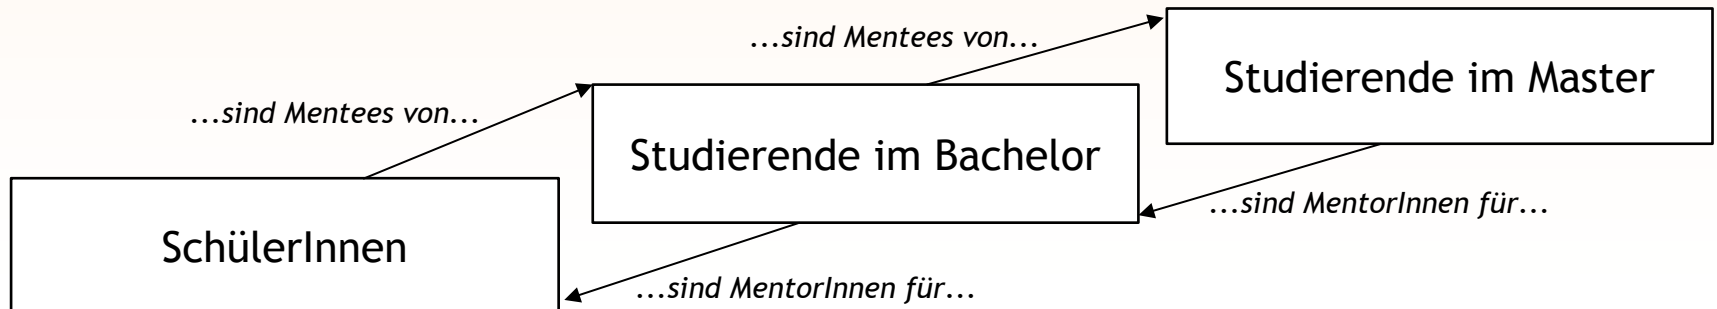 ...sind Mentees von...
Studierende im Master
...sind Mentees von...
Studierende im Bachelor
...sind MentorInnen für...
SchülerInnen
...sind MentorInnen für...